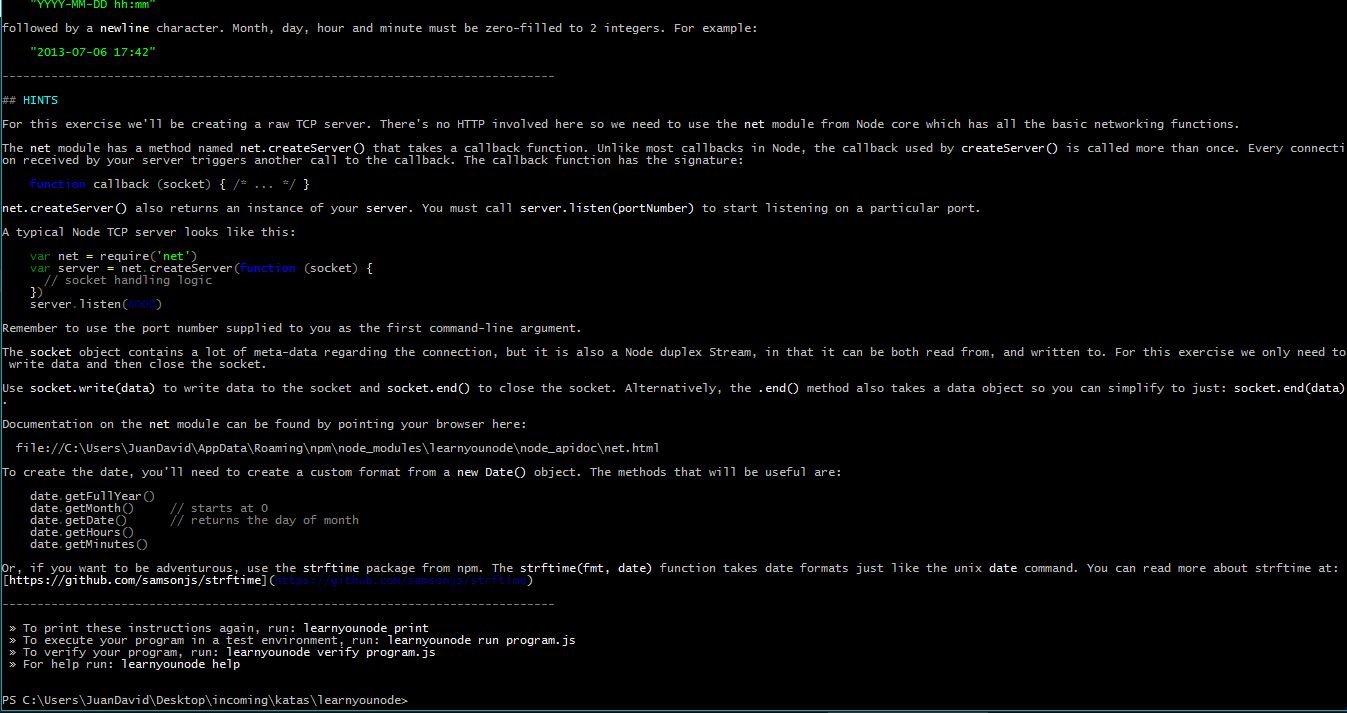 "YYYY-MM-DD hh:mm"
followed by a newline character. Month, day, hour and minute must be zero-filled to 2 integers. For example:
"2013-07-06 17:42"
-------------------------------------------------------------------------------
## HINTS
For this exercise we'll be creating a raw TCP server. There's no HTTP involved here so we need to use the net module from Node core which has all the basic networking functions.
The net module has a method named net.createServer() that takes a callback function. Unlike most callbacks in Node, the callback used by createServer() is called more than once. Every connecti
on received by your server triggers another call to the callback. The callback function has the signature:
function callback (socket) { /* ... */ }
net.createServer() also returns an instance of your server. You must call server.listen(portNumber) to start listening on a particular port.
A typical Node TCP server looks like this:
var net = require('net')
var server = net.createServer(function (socket) {
// socket handling logic
})
server.listen(8000)
Remember to use the port number supplied to you as the first command-line argument.
The socket object contains a lot of meta-data regarding the connection, but it is also a Node duplex Stream, in that it can be both read from, and written to. For this exercise we only need to
write data and then close the socket.
Use socket.write(data) to write data to the socket and socket.end() to close the socket. Alternatively, the .end() method also takes a data object so you can simplify to just: socket.end(data)
.
Documentation on the net module can be found by pointing your browser here:
file://C:\Users\JuanDavid\AppData\Roaming\npm\node_modules\learnyounode\node_apidoc\net.html
To create the date, you'll need to create a custom format from a new Date() object. The methods that will be useful are:
date.getFullYear()
date.getMonth()     // starts at 0
date.getDate()      // returns the day of month
date.getHours()
date.getMinutes()
Or, if you want to be adventurous, use the strftime package from npm. The strftime(fmt, date) function takes date formats just like the unix date command. You can read more about strftime at:
[https://github.com/samsonjs/strftime](https://github.com/samsonjs/strftime)
-------------------------------------------------------------------------------
» To print these instructions again, run: learnyounode print
» To execute your program in a test environment, run: learnyounode run program.js
» To verify your program, run: learnyounode verify program.js
» For help run: learnyounode help
PS C:\Users\JuanDavid\Desktop\incoming\katas\learnyounode>